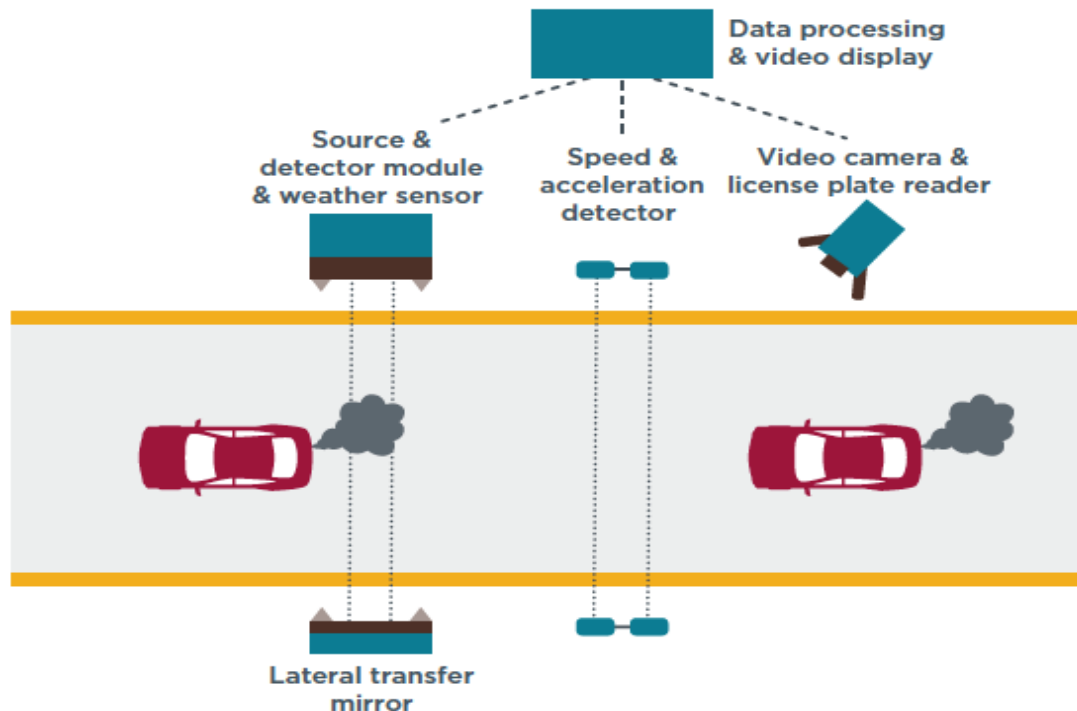 Data processing
& video display
Source &
detector module
& weather sensor
Speed &
acceleration
detector
Video camera &
license plate reader
Lateral transfer
mirror